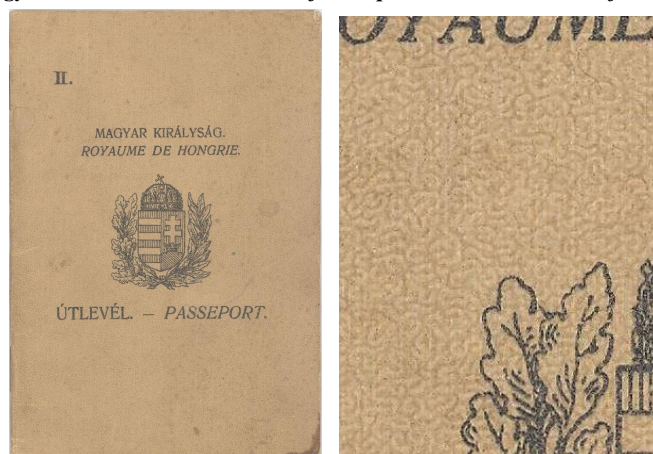 II.
MAGYAR KIRÁLYSÁG.
ROYAUME DE HONGRIE.
ÚTLEVÉL. — PASSEPORT.